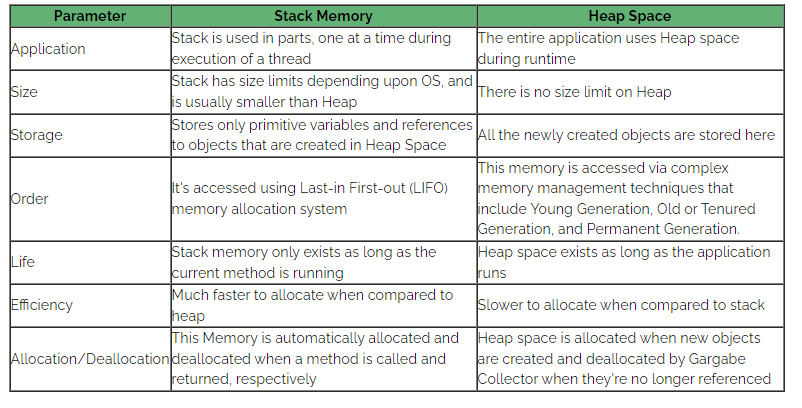 Parameter Stack Memory Heap Space
Application
Stack is used in parts, one at a time during
execution of a thread
The entire application uses Heap space
during runtime
Size
Stack has size limits depending upon OS, and
is usually smaller than Heap
There is no size limit on Heap
Storage
Stores only primitive variables and references
to objects that are created in Heap Space
All the newly created objects are stored here
Order
It's accessed using Last-in First-out (LIFO)
memory allocation system
This memory is accessed via complex
memory management techniques that
include Young Generation, Old or Tenured
Generation, and Permanent Generation.
Life
Stack memory only exists as long as the
current method is running
Heap space exists as long as the application
runs
Efficiency
Much faster to allocate when compared to
heap
Slower to allocate when compared to stack
Allocation/Deallocation
This Memory is automatically allocated and
deallocated when a method is called and
returned, respectively
Heap space is allocated when new objects
are created and deallocated by Gargabe
Collector when they're no longer referenced